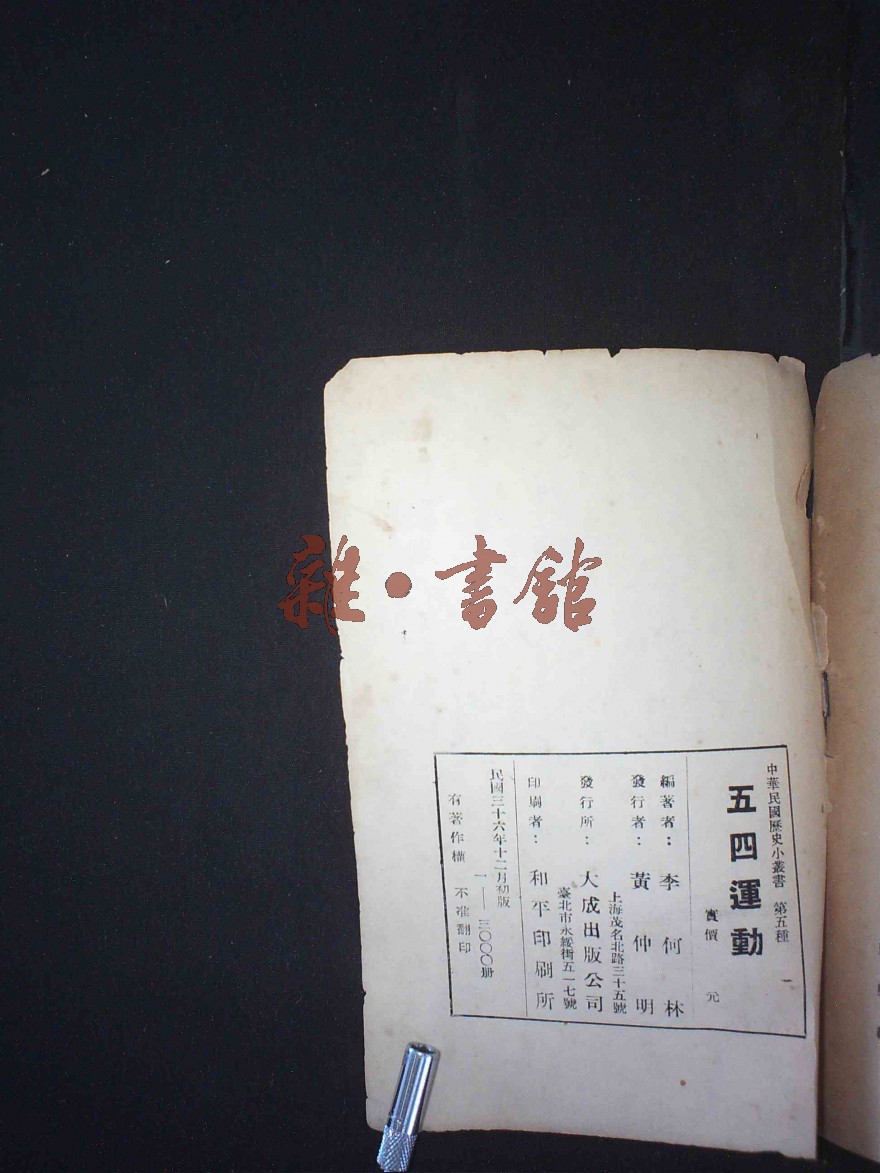 雜·書館
中華民國歷史小叢書 第五種
五四運動
實價 元
編著者：李何林
發行者：黃仲明
上海茂名北路三十五號
發行所：大成出版公司
臺北市永綏街五一七號
印刷者：和平印刷所
民國三十六年十二月初版
一——三〇〇〇册
有著作權 不准翻印